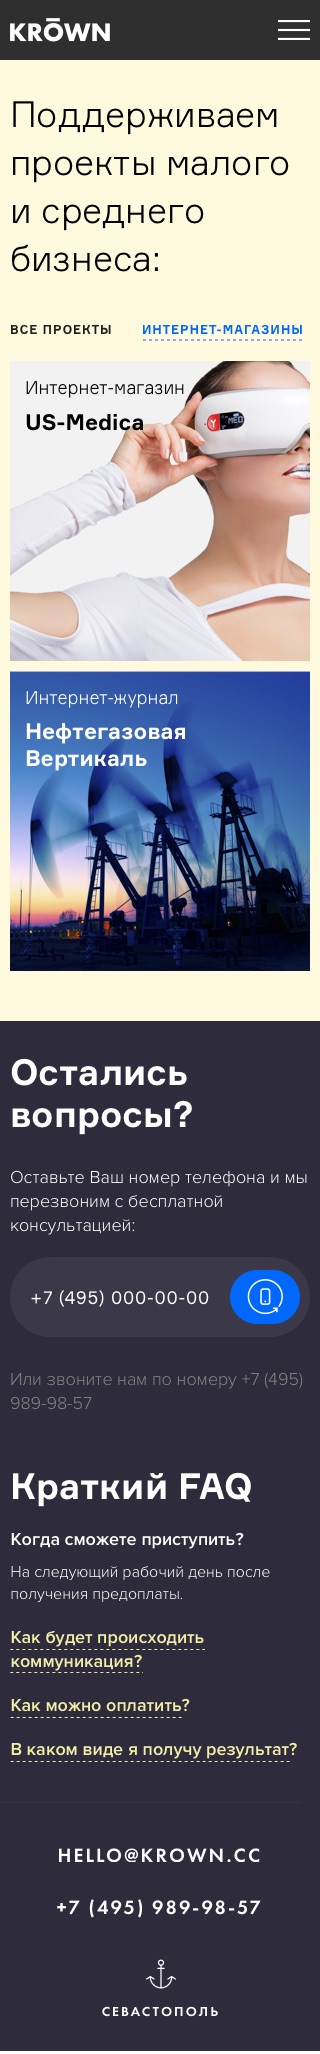 KRŌWN
Поддерживаем
проекты малого
и среднего
бизнеса:
ВСЕ ПРОЕКТЫ ИНТЕРНЕТ-МАГАЗИНЫ
Интернет-магазин
US-Medica
Y MED
Интернет-журнал
Нефтегазовая
Вертикаль
Остались
вопросы?
Оставьте Ваш номер телефона и мы
перезвоним с бесплатной
консультацией:
+7 (495) 000-00-00
Или звоните нам по номеру +7 (495)
989-98-57
Краткий FAQ
Когда сможете приступить?
На следующий рабочий день после
получения предоплаты.
Как будет происходить
коммуникация?
Как можно оплатить?
В каком виде я получу результат?
HELLO@KROWN.CC
+7 (495) 989-98-57
СЕВАСТОПОЛЬ